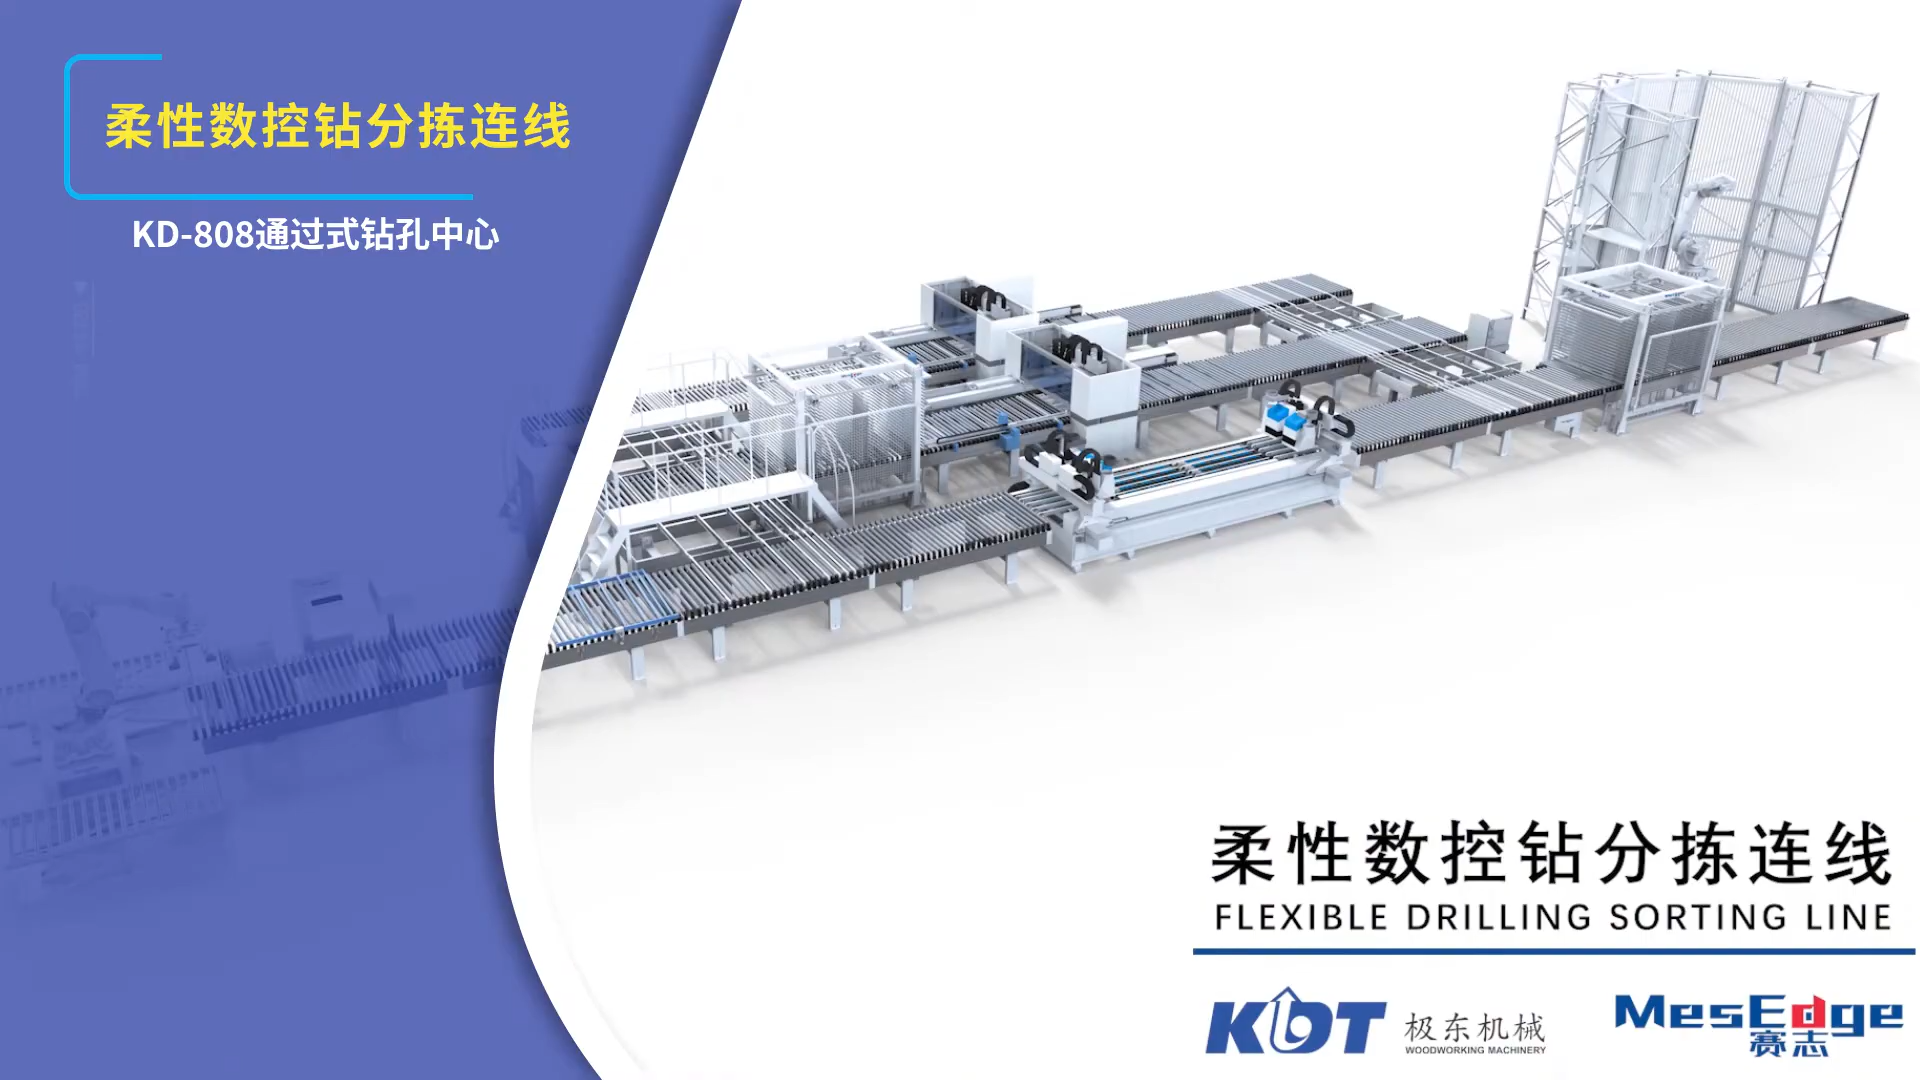 柔性数控钻分拣连线
KD-808通过式钻孔中心
柔性数控钻分拣连线
FLEXIBLE DRILLING SORTING LINE
KDT 极东机械
WOODWORKING MACHINERY
MesEdge
赛志